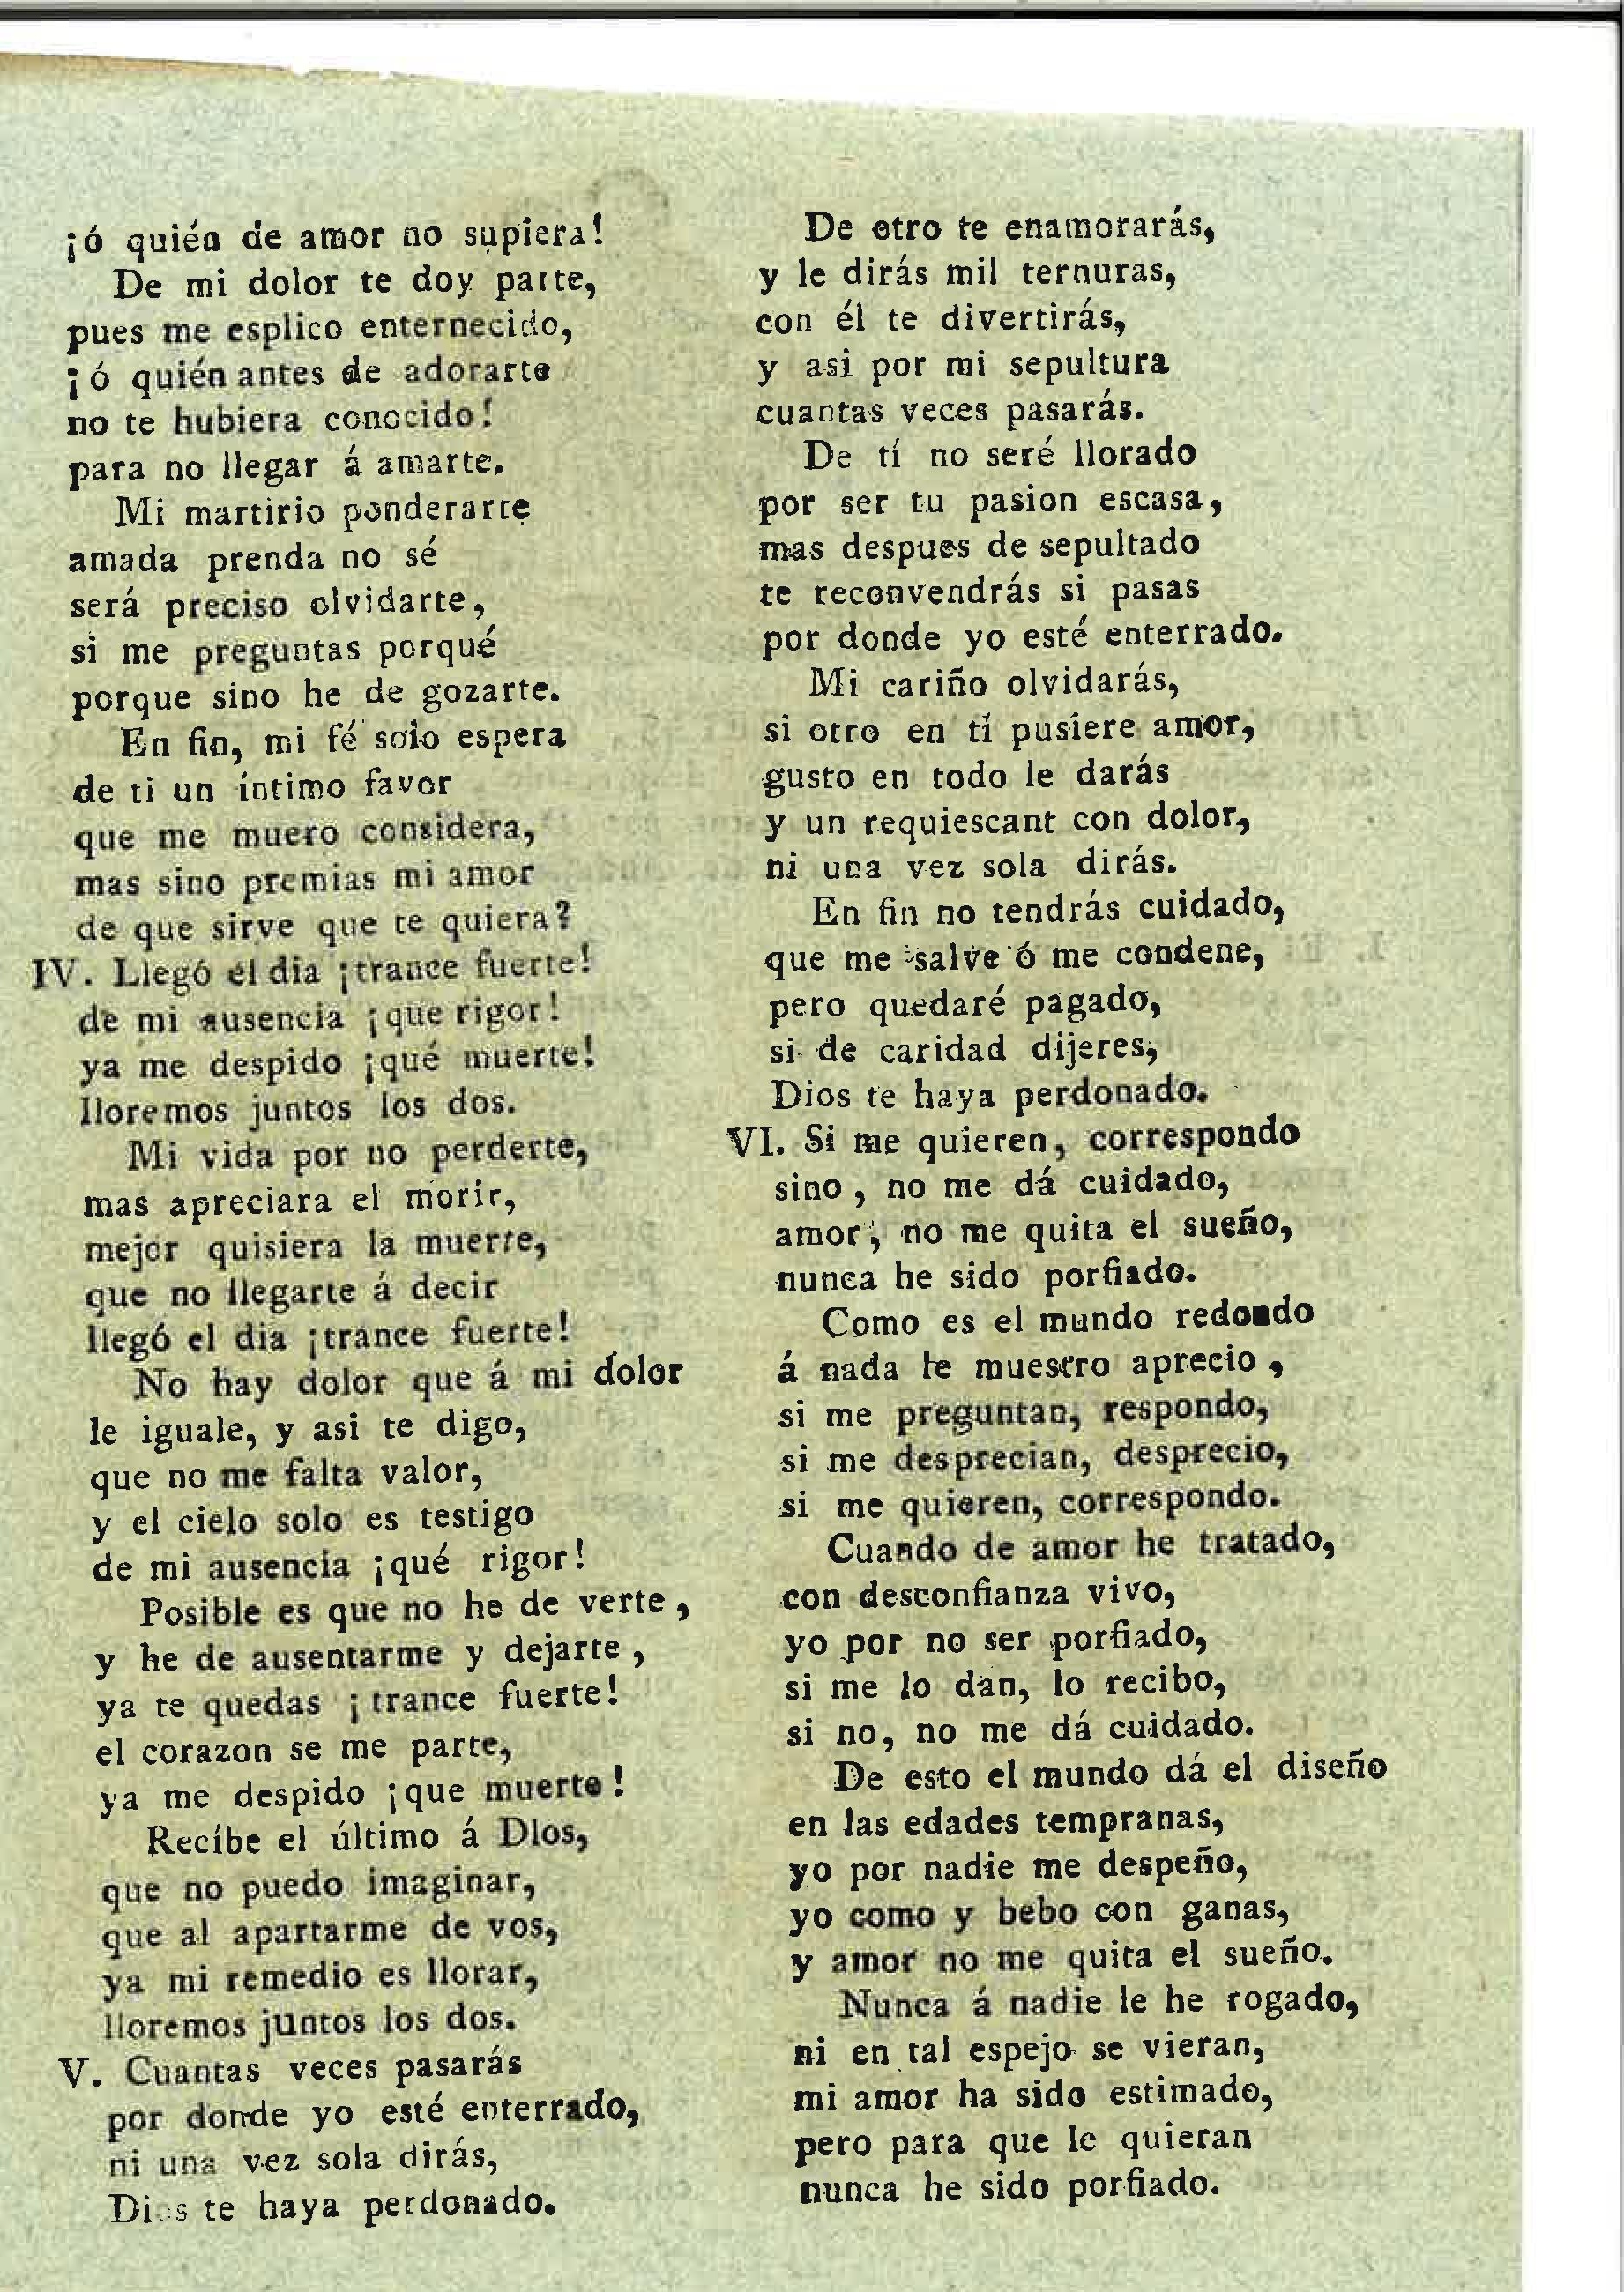 ¡ó quién de amor no supiera!
De mi dolor te doy parte,
pues me esplico enternecido,
¡ó quién antes de adorarte
no te hubiera conocido!
para no llegar á amarte.
Mi martirio ponderarte
amada prenda no sé
será preciso olvidarte,
si me preguntas porqué
porque sino he de gozarte.
En fin, mi fé solo espera
de ti un íntimo favor
que me muero considera,
mas sino premias mi amor
de que sirve que te quiera?
IV. Llegó el dia ¡trance fuerte!
de mi ausencia ¡que rigor!
ya me despido ¡qué muerte!
lloremos juntos los dos.
Mi vida por no perderte,
mas apreciara el morir,
mejor quisiera la muerte,
que no llegarte á decir
llegó el dia ¡trance fuerte!
No hay dolor que á mi dolor
le iguale, y asi te digo,
que no me falta valor,
y el cielo solo es testigo
de mi ausencia ¡qué rigor!
Posible es que no he de verte,
y he de ausentarme y dejarte,
ya te quedas ¡trance fuerte!
el corazon se me parte,
ya me despido ¡que muerte!
Recíbe el último á Dios,
que no puedo imaginar,
que al apartarme de vos,
ya mi remedio es llorar,
lloremos juntos los dos.
V. Cuantas veces pasarás
por donde yo esté enterrado,
ni una vez sola dirás,
Dios te haya perdonado.
De otro te enamorarás,
y le dirás mil ternuras,
con él te divertirás,
y asi por mi sepultura
cuantas veces pasarás.
De tí no seré llorado
por ser tu pasion escasa,
mas despues de sepultado
te reconvendrás si pasas
por donde yo esté enterrado.
Mi cariño olvidarás,
si otro en tí pusiere amor,
gusto en todo le darás
y un requiescant con dolor,
ni una vez sola dirás.
En fin no tendrás cuidado,
que me salve ó me condene,
pero quedaré pagado,
si de caridad dijeres,
Dios te haya perdonado.
VI. Si me quieren, correspondo
sino, no me dá cuidado,
amor, no me quita el sueño,
nunca he sido porfiado.
Como es el mundo redondo
á nada le muestro aprecio,
si me preguntan, respondo,
si me desprecian, desprecio,
si me quieren, correspondo.
Cuando de amor he tratado,
con desconfianza vivo,
yo por no ser porfiado,
si me lo dan, lo recibo,
si no, no me dá cuidado.
De esto el mundo dá el diseño
en las edades tempranas,
yo por nadie me despeño,
yo como y bebo con ganas,
y amor no me quita el sueño.
Nunca á nadie le he rogado,
ni en tal espejo se vieran,
mi amor ha sido estimado,
pero para que le quieran
nunca he sido porfiado.